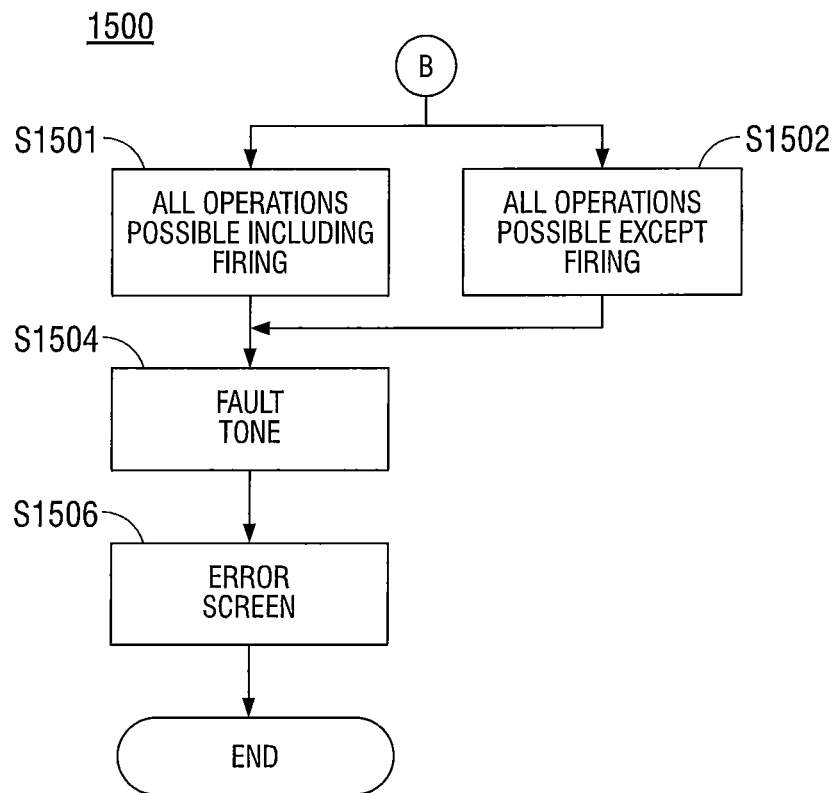 1500
B
S1501
S1502
ALL OPERATIONS
POSSIBLE INCLUDING
FIRING
ALL OPERATIONS
POSSIBLE EXCEPT
FIRING
S1504
FAULT
TONE
S1506
ERROR
SCREEN
END